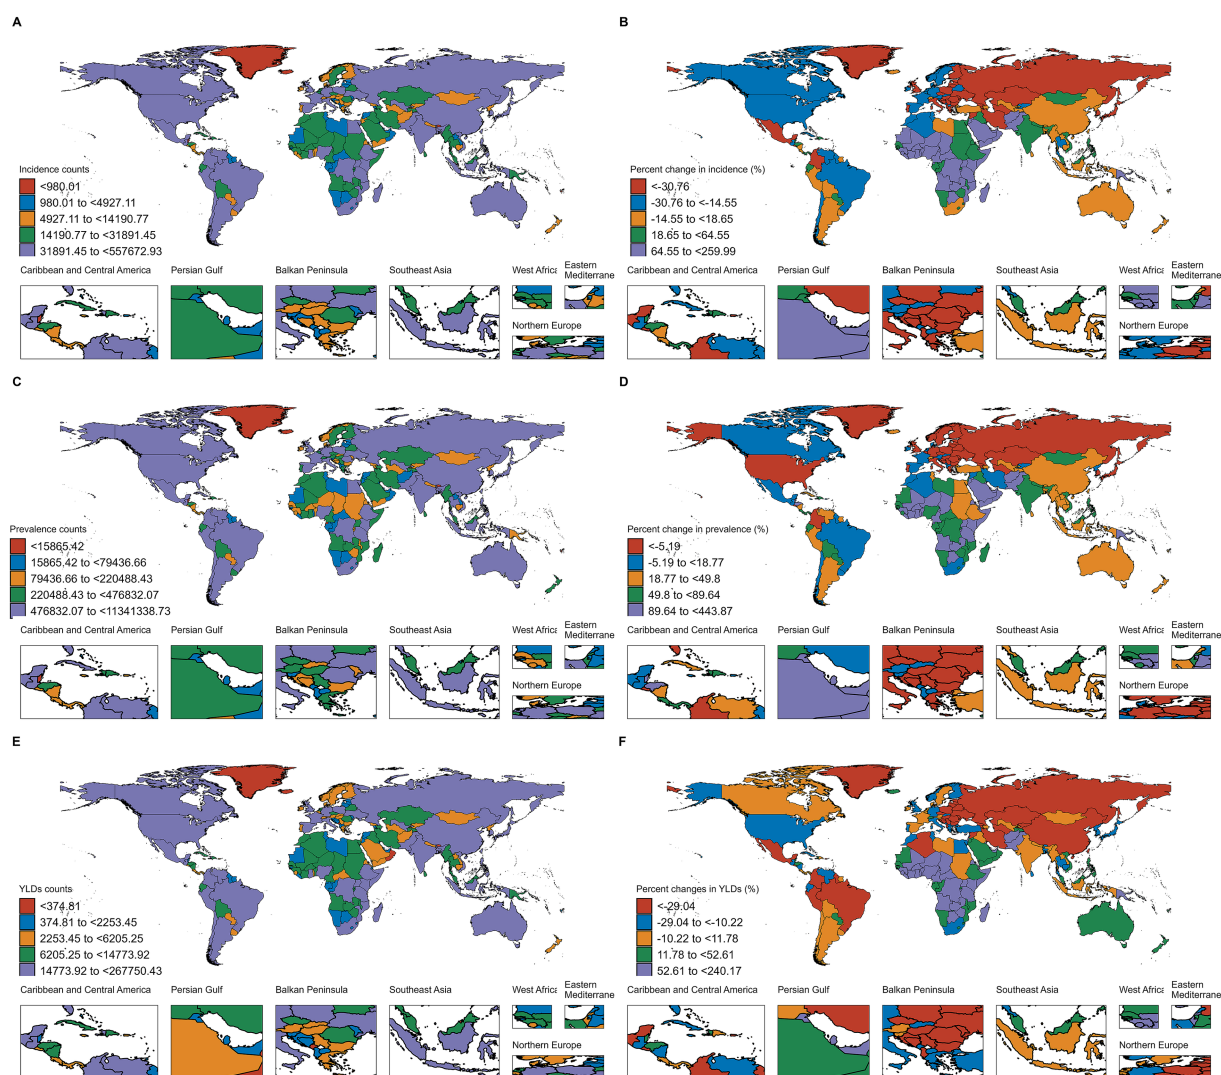 A
Incidence counts
<980.01
980.01 to <4927.11
4927.11 to <14190.77
14190.77 to <31891.45
31891.45 to <557672.93
Caribbean and Central America
Persian Gulf
Balkan Peninsula
Southeast Asia
West Africa
Eastern
Mediterrane
Northern Europe
B
Percent change in incidence (%)
<-30.76
-30.76 to <-14.55
-14.55 to <18.65
18.65 to <64.55
64.55 to <259.99
Caribbean and Central America
Persian Gulf
Balkan Peninsula
Southeast Asia
West Africa
Eastern
Mediterrane
Northern Europe
C
Prevalence counts
<15865.42
15865.42 to <79436.66
79436.66 to <220488.43
220488.43 to <476832.07
476832.07 to <11341338.73
Caribbean and Central America
Persian Gulf
Balkan Peninsula
Southeast Asia
West Africa
Eastern
Mediterrane
Northern Europe
D
Percent change in prevalence (%)
<-5.19
-5.19 to <18.77
18.77 to <49.8
49.8 to <89.64
89.64 to <443.87
Caribbean and Central America
Persian Gulf
Balkan Peninsula
Southeast Asia
West Africa
Eastern
Mediterrane
Northern Europe
E
YLDs counts
<374.81
374.81 to <2253.45
2253.45 to <6205.25
6205.25 to <14773.92
14773.92 to <267750.43
Caribbean and Central America
Persian Gulf
Balkan Peninsula
Southeast Asia
West Africa
Eastern
Mediterrane
Northern Europe
F
Percent changes in YLDs (%)
<-29.04
-29.04 to <-10.22
-10.22 to <11.78
11.78 to <52.61
52.61 to <240.17
Caribbean and Central America
Persian Gulf
Balkan Peninsula
Southeast Asia
West Africa
Eastern
Mediterrane
Northern Europe